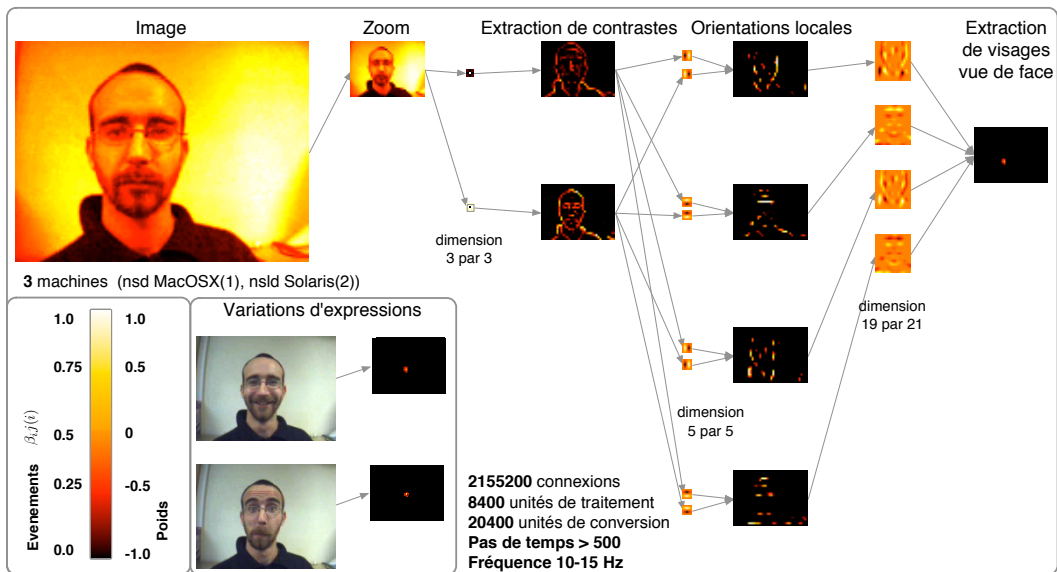 Image
Zoom
Extraction de contrastes
Orientations locales
Extraction
de visages
vue de face
dimension
3 par 3
3 machines (nsd MacOSX(1), nsld Solaris(2))
dimension
19 par 21
dimension
5 par 5
Variations d'expressions
1.0
0.75
0.5
0.25
0.0
1.0
0.5
0
-0.5
-1.0
Evenements
βi,j(i)
Poids
2155200 connexions
8400 unités de traitement
20400 unités de conversion
Pas de temps > 500
Fréquence 10-15 Hz